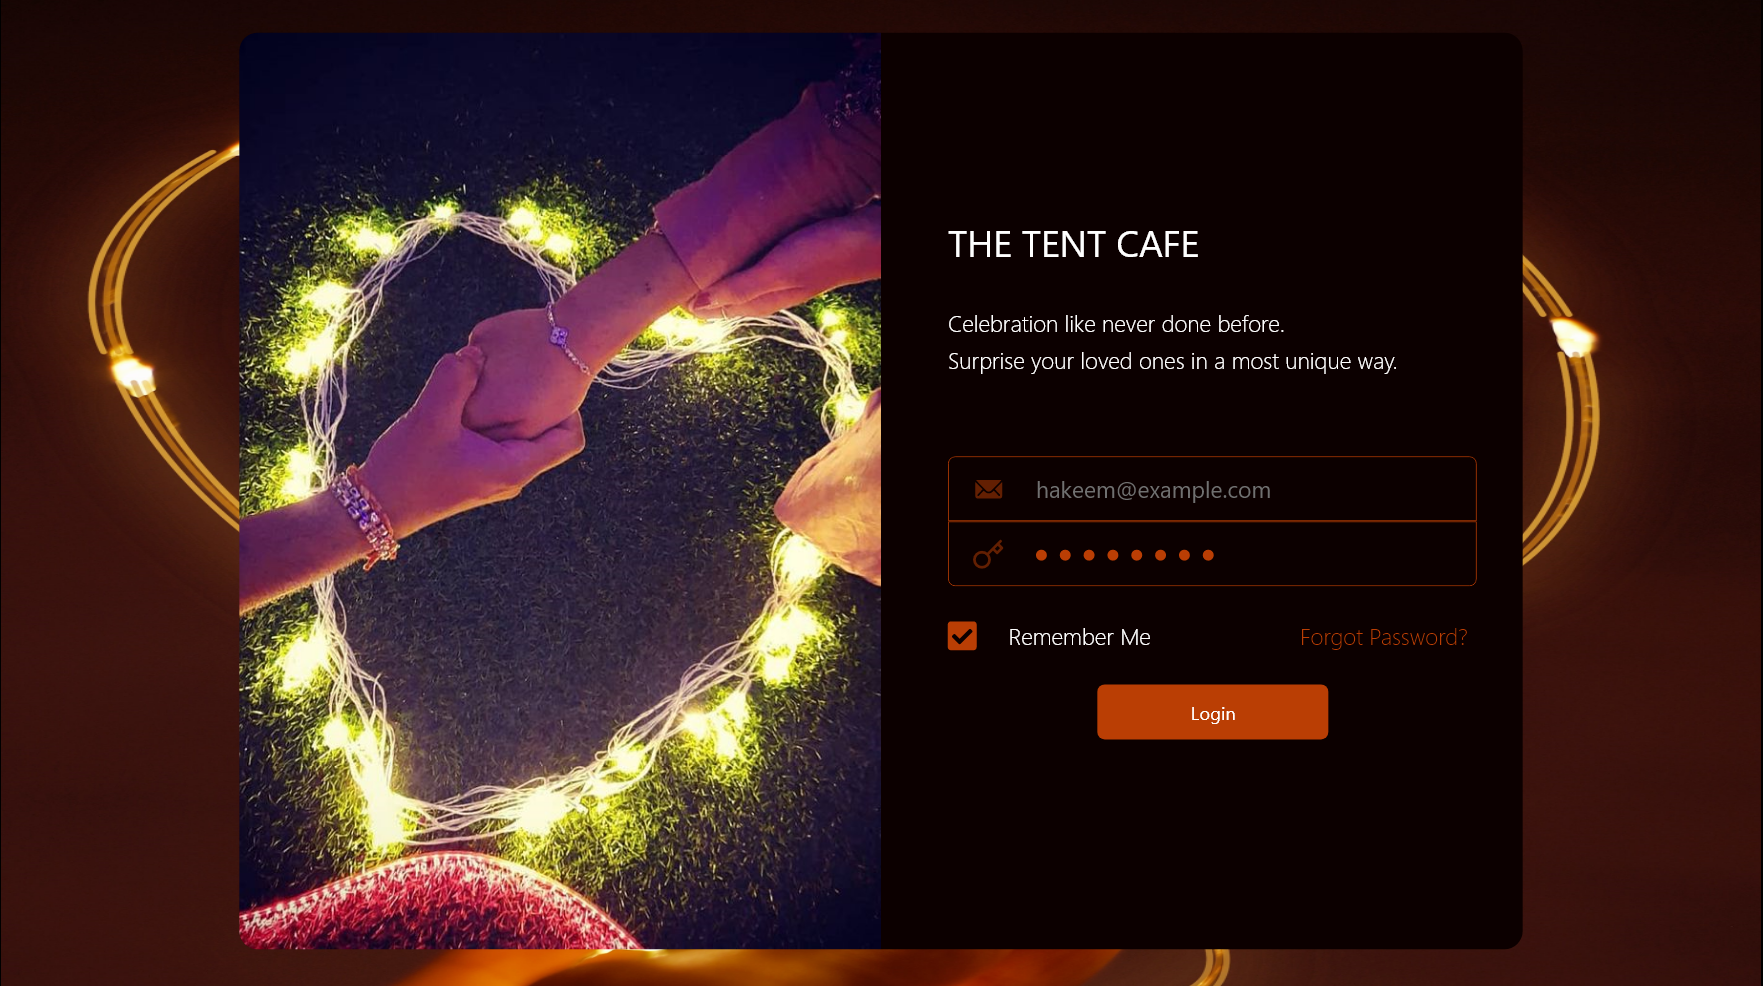 THE TENT CAFE
Celebration like never done before.
Surprise your loved ones in a most unique way.
hakeem@example.com
Remember Me
Forgot Password?
Login